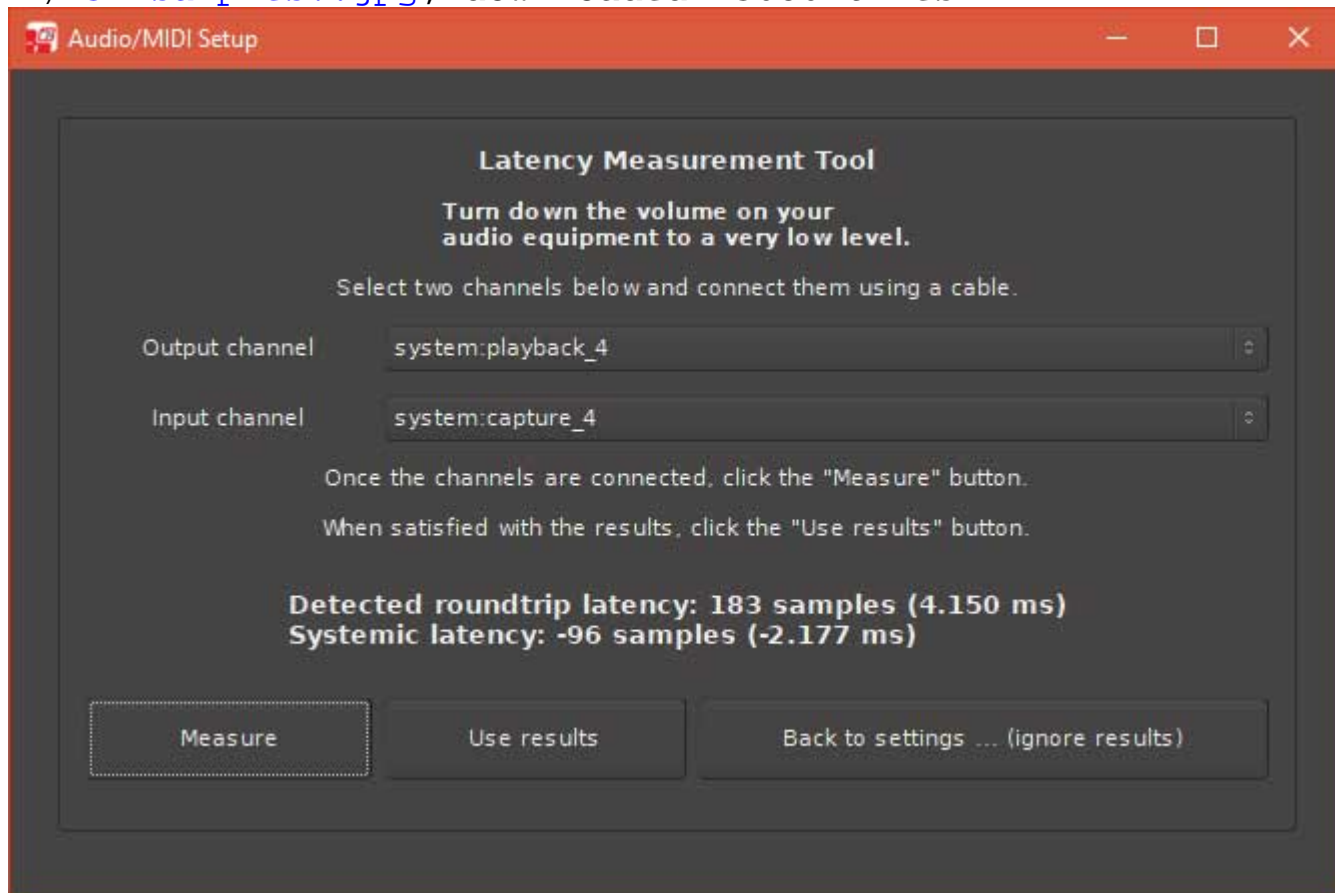 Audio/MIDI Setup
Latency Measurement Tool
Turn down the volume on your
audio equipment to a very low level.
Select two channels below and connect them using a cable.
Output channel system:playback_4
Input channel system:capture_4
Once the channels are connected, click the "Measure" button.
When satisfied with the results, click the "Use results" button.
Detected roundtrip latency: 183 samples (4.150 ms)
Systemic latency: -96 samples (-2.177 ms)
Measure Use results Back to settings ... (ignore results)